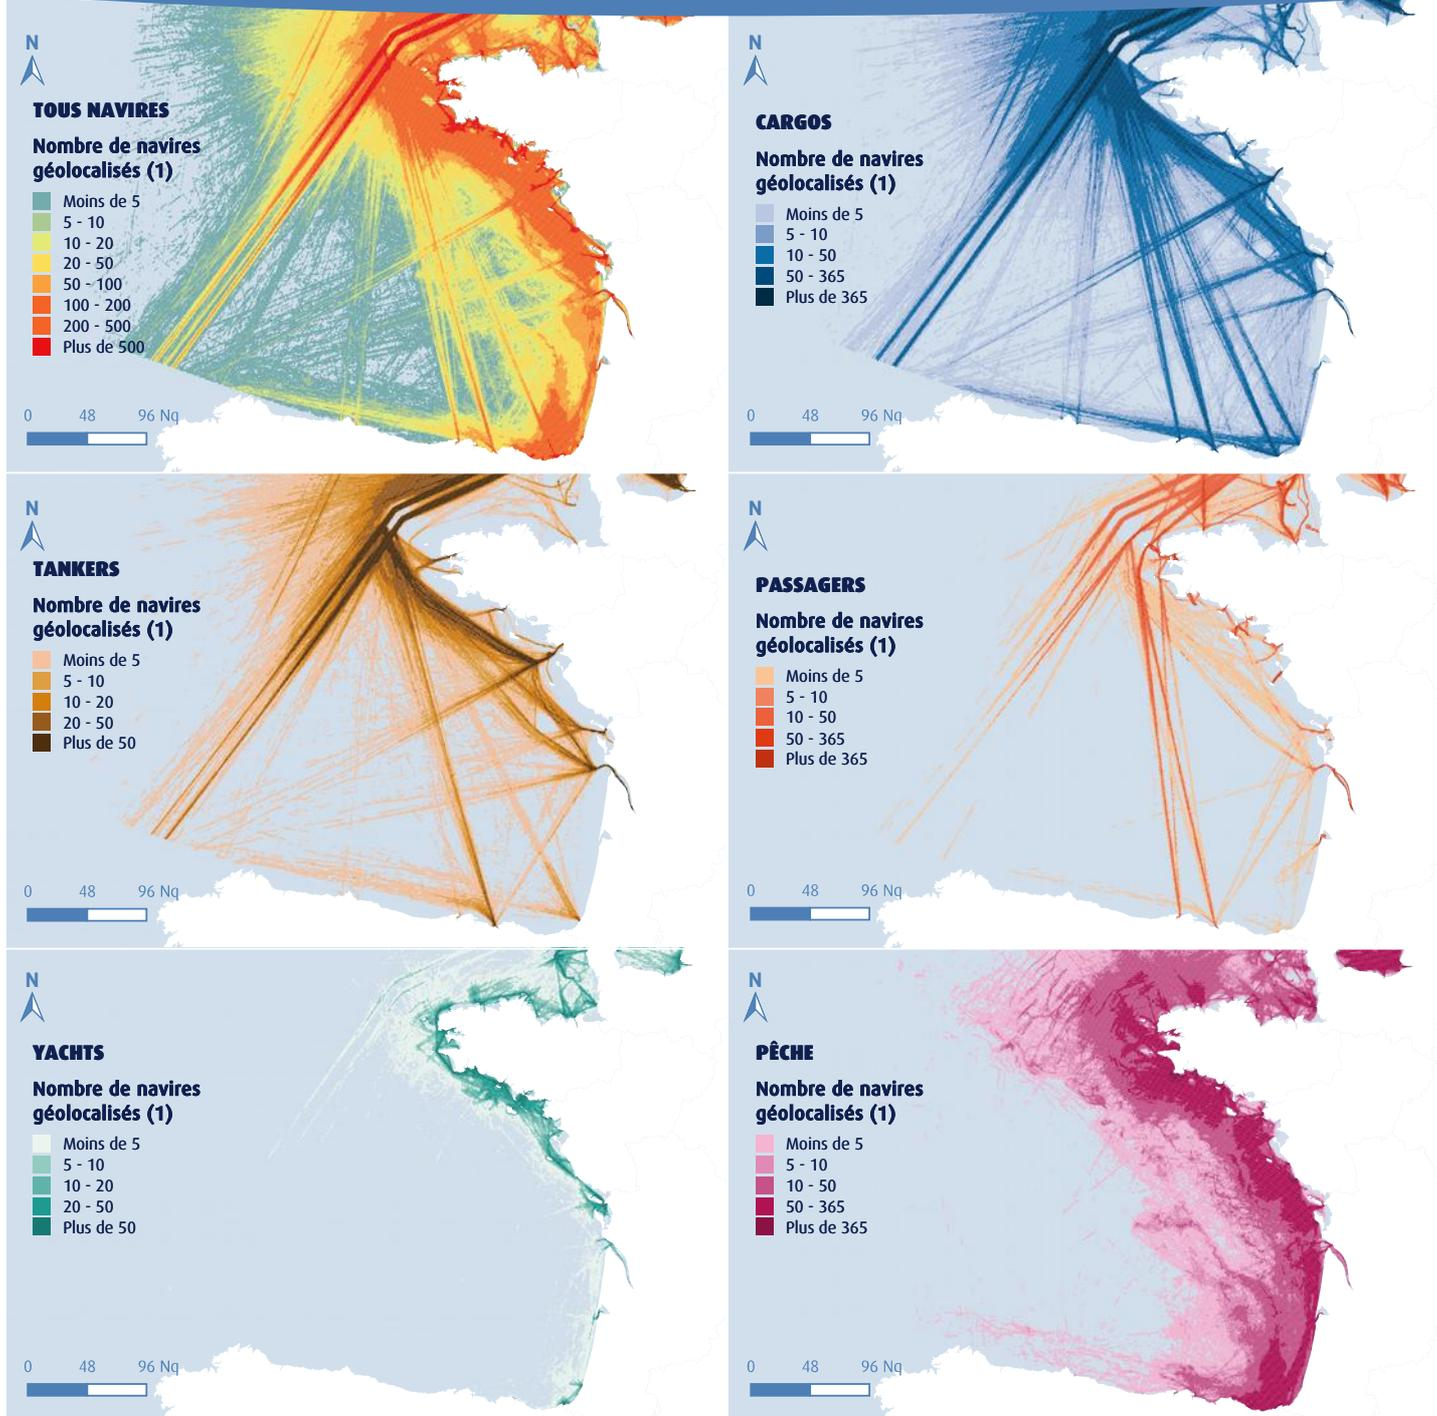 N
TOUS NAVIRES
Nombre de navires
géolocalisés (1)
Moins de 5
5 - 10
10 - 20
20 - 50
50 - 100
100 - 200
200 - 500
Plus de 500
0 48 96 Nq
N
CARGOS
Nombre de navires
géolocalisés (1)
Moins de 5
5 - 10
10 - 50
50 - 365
Plus de 365
0 48 96 Nq
N
TANKERS
Nombre de navires
géolocalisés (1)
Moins de 5
5 - 10
10 - 20
20 - 50
Plus de 50
0 48 96 Nq
N
PASSAGERS
Nombre de navires
géolocalisés (1)
Moins de 5
5 - 10
10 - 50
50 - 365
Plus de 365
0 48 96 Nq
N
YACHTS
Nombre de navires
géolocalisés (1)
Moins de 5
5 - 10
10 - 20
20 - 50
Plus de 50
0 48 96 Nq
N
PÊCHE
Nombre de navires
géolocalisés (1)
Moins de 5
5 - 10
10 - 50
50 - 365
Plus de 365
0 48 96 Nq